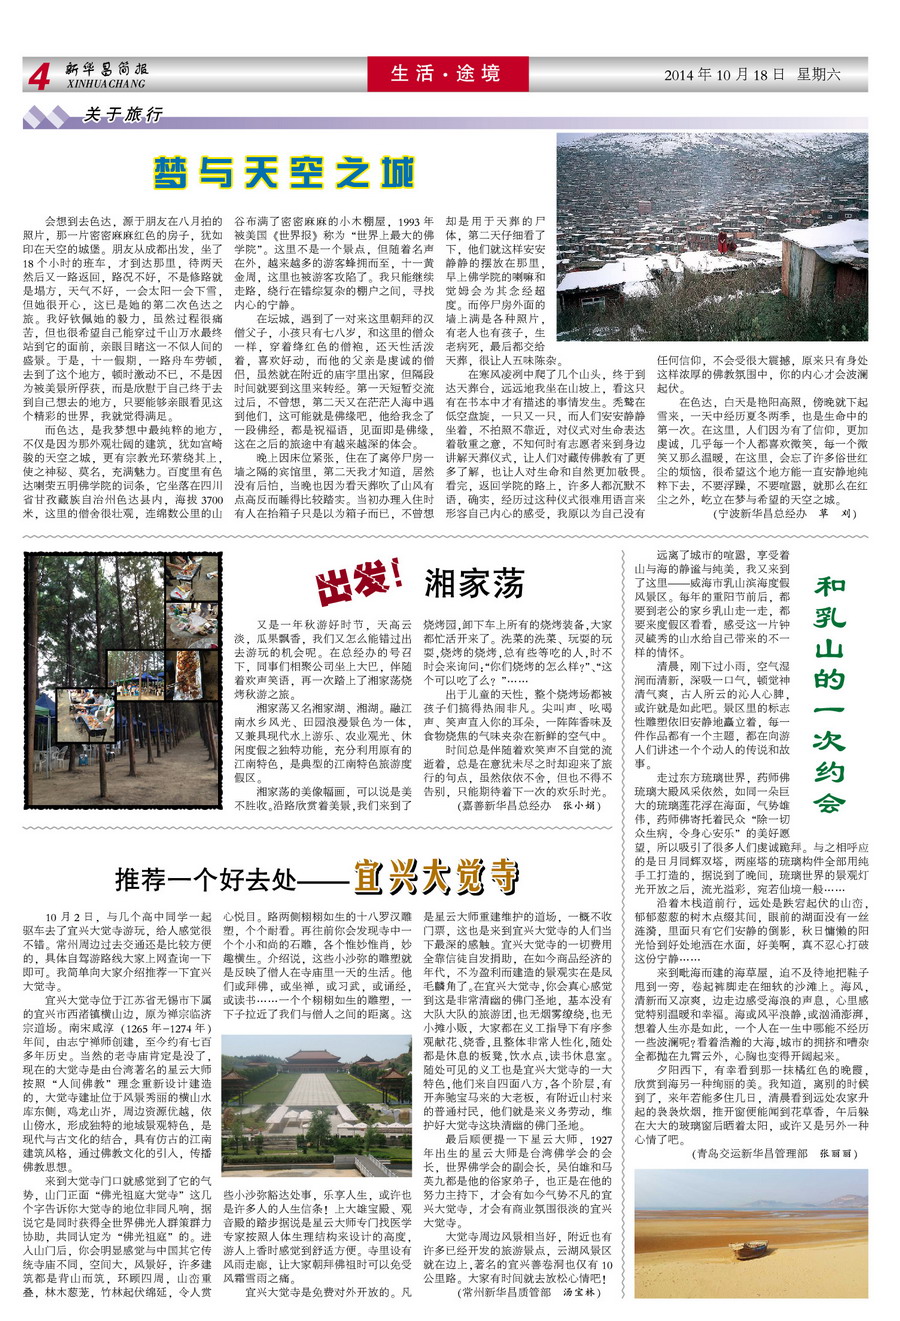 4
新华昌简报
XINHUACHANG
生活·途境
2014 年 10 月 18 日  星期六
关于旅行
梦与天空之城
会想到去色达，源于朋友在八月拍的
照片，那一片密密麻麻红色的房子，犹如
印在天空的城堡。朋友从成都出发，坐了
18 个小时的班车，才到达那里，待两天
然后又一路返回，路况不好，不是修路就
是塌方，天气不好，一会太阳一会下雪，
但她很开心，这已是她的第二次色达之
旅。我好钦佩她的毅力，虽然过程很痛
苦，但也很希望自己能穿过千山万水最终
站到它的面前，亲眼目睹这一不似人间的
盛景。于是，十一假期，一路舟车劳顿，
去到了这个地方，顿时激动不已，不是因
为被美景所俘获，而是欣慰于自己终于去
到自己想去的地方，只要能够亲眼看见这
个精彩的世界，我就觉得满足。
而色达，是我梦想中最纯粹的地方，
不仅是因为那外观壮阔的建筑，犹如宫崎
骏的天空之城，更有宗教光环萦绕其上，
使之神秘、莫名，充满魅力。百度里有色
达喇荣五明佛学院的词条，它坐落在四川
省甘孜藏族自治州色达县内，海拔 3700
米，这里的僧舍很壮观，连绵数公里的山
谷布满了密密麻麻的小木棚屋，1993 年
被美国《世界报》称为“世界上最大的佛
学院”。这里不是一个景点，但随着名声
在外，越来越多的游客蜂拥而至，十一黄
金周，这里也被游客攻陷了。我只能继续
走路，绕行在错综复杂的棚户之间，寻找
内心的宁静。
在坛城，遇到了一对来这里朝拜的汉
僧父子，小孩只有七八岁，和这里的僧众
一样，穿着绛红色的僧袍，还天性活泼
着，喜欢好动，而他的父亲是虔诚的僧
侣，虽然就在附近的庙宇里出家，但隔段
时间就要到这里来转经。第一天短暂交流
过后，不曾想，第二天又在茫茫人海中遇
到他们，这可能就是佛缘吧，他给我念了
一段佛经，都是祝福语，见面即是佛缘，
这在之后的旅途中有越来越深的体会。
晚上因床位紧张，住在了离停尸房一
墙之隔的宾馆里，第二天我才知道，居然
没有后怕，当晚也因为看天葬吹了山风有
点高反而睡得比较踏实。当初办理入住时
有人在抬箱子只是以为箱子而已，不曾想
却是用于天葬的尸
体，第二天仔细看了
下，他们就这样安安
静静的摆放在那里，
早上佛学院的喇嘛和
觉姆会为其念经超
度。而停尸房外面的
墙上满是各种照片，
有老人也有孩子，生
老病死，最后都交给
天葬，很让人五味陈杂。
在寒风凌冽中爬了几个山头，终于到
达天葬台，远远地我坐在山坡上，看这只
有在书本中才有描述的事情发生。秃鹫在
低空盘旋，一只又一只，而人们安安静静
坐着，不拍照不靠近，对仪式对生命表达
着敬重之意，不知何时有志愿者来到身边
讲解天葬仪式，让人们对藏传佛教有了更
多了解，也让人对生命和自然更加敬畏。
看完，返回学院的路上，许多人都沉默不
语，确实，经历过这种仪式很难用语言来
形容自己内心的感受，我原以为自己没有
任何信仰，不会受很大震撼，原来只有身处
这样浓厚的佛教氛围中，你的内心才会波澜
起伏。
在色达，白天是艳阳高照，傍晚就下起
雪来，一天中经历夏冬两季，也是生命中的
第一次。在这里，人们因为有了信仰，更加
虔诚，几乎每一个人都喜欢微笑，每一个微
笑又那么温暖，在这里，会忘了许多俗世红
尘的烦恼，很希望这个地方能一直安静地纯
粹下去，不要浮躁，不要喧嚣，就那么在红
尘之外，屹立在梦与希望的天空之城。
(宁波新华昌总经办  草  刈)
出发！ 湘家荡
又是一年秋游好时节，天高云
淡，瓜果飘香，我们又怎么能错过出
去游玩的机会呢。在总经办的号召
下，同事们相聚公司坐上大巴，伴随
着欢声笑语，再一次踏上了湘家荡烧
烤秋游之旅。
湘家荡又名湘家湖、湘湖。融江
南水乡风光、田园浪漫景色为一体，
又兼具现代水上游乐、农业观光、休
闲度假之独特功能，充分利用原有的
江南特色，是典型的江南特色旅游度
假区。
湘家荡的美像幅画，可以说是美
不胜收。沿路欣赏着美景，我们来到了
烧烤园,卸下车上所有的烧烤装备,大家
都忙活开来了。洗菜的洗菜、玩耍的玩
耍,烧烤的烧烤,总有些等吃的人,时不
时会来询问：“你们烧烤的怎么样?”、“这
个可以吃了么？”……
出于儿童的天性，整个烧烤场都被
孩子们搞得热闹非凡。尖叫声、吆喝
声、笑声直入你的耳朵，一阵阵香味及
食物烧焦的气味夹杂在新鲜的空气中。
时间总是伴随着欢笑声不自觉的流
逝着，总是在意犹未尽之时却迎来了旅
行的句点，虽然依依不舍，但也不得不
告别，只能期待着下一次的欢乐时光。
(嘉善新华昌总经办  张小娟)
和乳山的一次约会
远离了城市的喧嚣，享受着
山与海的静谧与纯美，我又来到
了这里——威海市乳山滨海度假
风景区。每年的重阳节前后，都
要到老公的家乡乳山走一走，都
要来度假区看看，感受这一片钟
灵毓秀的山水给自己带来的不一
样的情怀。
清晨，刚下过小雨，空气湿
润而清新，深吸一口气，顿觉神
清气爽，古人所云的沁人心脾，
或许就是如此吧。景区里的标志
性雕塑依旧安静地矗立着，每一
件作品都有一个主题，都在向游
人们讲述一个个动人的传说和故
事。
走过东方琉璃世界，药师佛
琉璃大殿风采依然，如同一朵巨
大的琉璃莲花浮在海面，气势雄
伟，药师佛寄托着民众“除一切
众生病，令身心安乐”的美好愿
望，所以吸引了很多人们虔诚跪拜。与之相呼应
的是日月同辉双塔，两座塔的琉璃构件全部用纯
手工打造的，据说到了晚间，琉璃世界的景观灯
光开放之后，流光溢彩，宛若仙境一般……
沿着木栈道前行，远处是跌宕起伏的山峦，
郁郁葱葱的树木点缀其间，眼前的湖面没有一丝
涟漪，里面只有它们安静的倒影，秋日慵懒的阳
光恰到好处地洒在水面，好美啊，真不忍心打破
这份宁静……
来到毗海而建的海草屋，迫不及待地把鞋子
甩到一旁，卷起裤脚走在细软的沙滩上。海风，
清新而又凉爽，边走边感受海浪的声息，心里感
觉特别温暖和幸福。海或风平浪静,或汹涌澎湃，
想着人生亦是如此，一个人在一生中哪能不经历
一些波澜呢?看着浩瀚的大海,城市的拥挤和嘈杂
全都抛在九霄云外，心胸也变得开阔起来。
夕阳西下，有幸看到那一抹橘红色的晚霞，
欣赏到海另一种绚丽的美。我知道，离别的时候
到了，来年若能多住几日，清晨看到远处农家升
起的袅袅炊烟，推开窗便能闻到花草香，午后躲
在大大的玻璃窗后晒着太阳，或许又是另外一种
心情了吧。
(青岛交运新华昌管理部  张丽丽)
推荐一个好去处——宜兴大觉寺
10 月 2 日，与几个高中同学一起
驱车去了宜兴大觉寺游玩，给人感觉很
不错。常州周边过去交通还是比较方便
的，具体自驾游路线大家上网查询一下
即可。我简单向大家介绍推荐一下宜兴
大觉寺。
宜兴大觉寺位于江苏省无锡市下属
的宜兴市西渚镇横山边，原为禅宗临济
宗道场。南宋咸淳 (1265 年-1274 年)
年间，由志宁禅师创建，至今约有七百
多年历史。当然的老寺庙肯定是没了，
现在的大觉寺是由台湾著名的星云大师
按照“人间佛教”理念重新设计建造
的，大觉寺建址位于风景秀丽的横山水
库东侧，鸡龙山岕，周边资源优越，依
山傍水，形成独特的地域景观特色，是
现代与古文化的结合，具有仿古的江南
建筑风格，通过佛教文化的引人，传播
佛教思想。
来到大觉寺门口就感觉到了它的气
势，山门正面“佛光祖庭大觉寺”这几
个字告诉你大觉寺的地位非同凡响，据
说它是同时获得全世界佛光人群策群力
协助，共同认定为“佛光祖庭”的。进
入山门后，你会明显感觉与中国其它传
统寺庙不同，空间大，风景好，许多建
筑都是背山而筑，环顾四周，山峦重
叠，林木葱茏，竹林起伏绵延，令人赏
心悦目。路两侧栩栩如生的十八罗汉雕
塑，个个耐看。再往前你会发现寺中一
个个小和尚的石雕，各个惟妙惟肖，妙
趣横生。介绍说，这些小沙弥的雕塑就
是反映了僧人在寺庙里一天的生活。他
们或拜佛，或坐禅，或习武，或诵经，
或读书……一个个栩栩如生的雕塑，一
下子拉近了我们与僧人之间的距离。这
些小沙弥豁达处事，乐享人生，或许也
是许多人的人生信条！上大雄宝殿、观
音殿的踏步据说是星云大师专门找医学
专家按照人体生理结构来设计的高度，
游人上香时感觉到舒适方便。寺里设有
风雨走廊，让大家朝拜佛祖时可以免受
风霜雪雨之痛。
宜兴大觉寺是免费对外开放的。凡
是星云大师重建维护的道场，一概不收
门票，这也是来到宜兴大觉寺的人们当
下最深的感触。宜兴大觉寺的一切费用
全靠信徒自发捐助，在如今商品经济的
年代，不为盈利而建造的景观实在是凤
毛麟角了。在宜兴大觉寺,你会真心感觉
到这是非常清幽的佛门圣地，基本没有
大队大队的旅游团,也无烟雾缭绕,也无
小摊小贩，大家都在义工指导下有序参
观献花、烧香,且整体非常人性化,随处
都是休息的板凳,饮水点,读书休息室。
随处可见的义工也是宜兴大觉寺的一大
特色,他们来自四面八方,各个阶层,有
开奔驰宝马来的大老板，有附近山村来
的普通村民，他们就是来义务劳动，维
护好大觉寺这块清幽的佛门圣地。
最后顺便提一下星云大师，1927
年出生的星云大师是台湾佛学会的会
长，世界佛学会的副会长，吴伯雄和马
英九都是他的俗家弟子，也正是在他的
努力主持下，才会有如今气势不凡的宜
兴大觉寺，才会有商业氛围很淡的宜兴
大觉寺。
大觉寺周边风景相当好，附近也有
许多已经开发的旅游景点，云湖风景区
就在边上,著名的宜兴善卷洞也仅有 10
公里路。大家有时间就去放松心情吧！
(常州新华昌质管部  汤宝林)